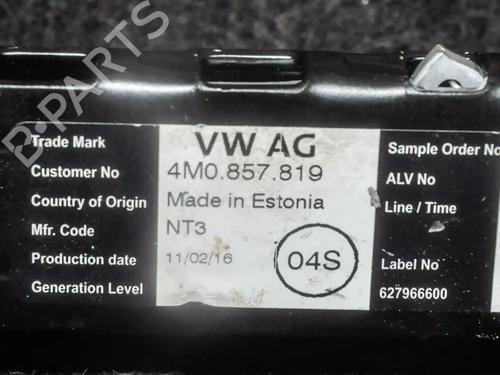 Trade Mark VW AG Sample Order No
Customer No 4M0.857.819 ALV No
Country of Origin Made in Estonia Line / Time
Mfr. Code NT3
Production date 11/02/16 04S Label No
Generation Level 627966600